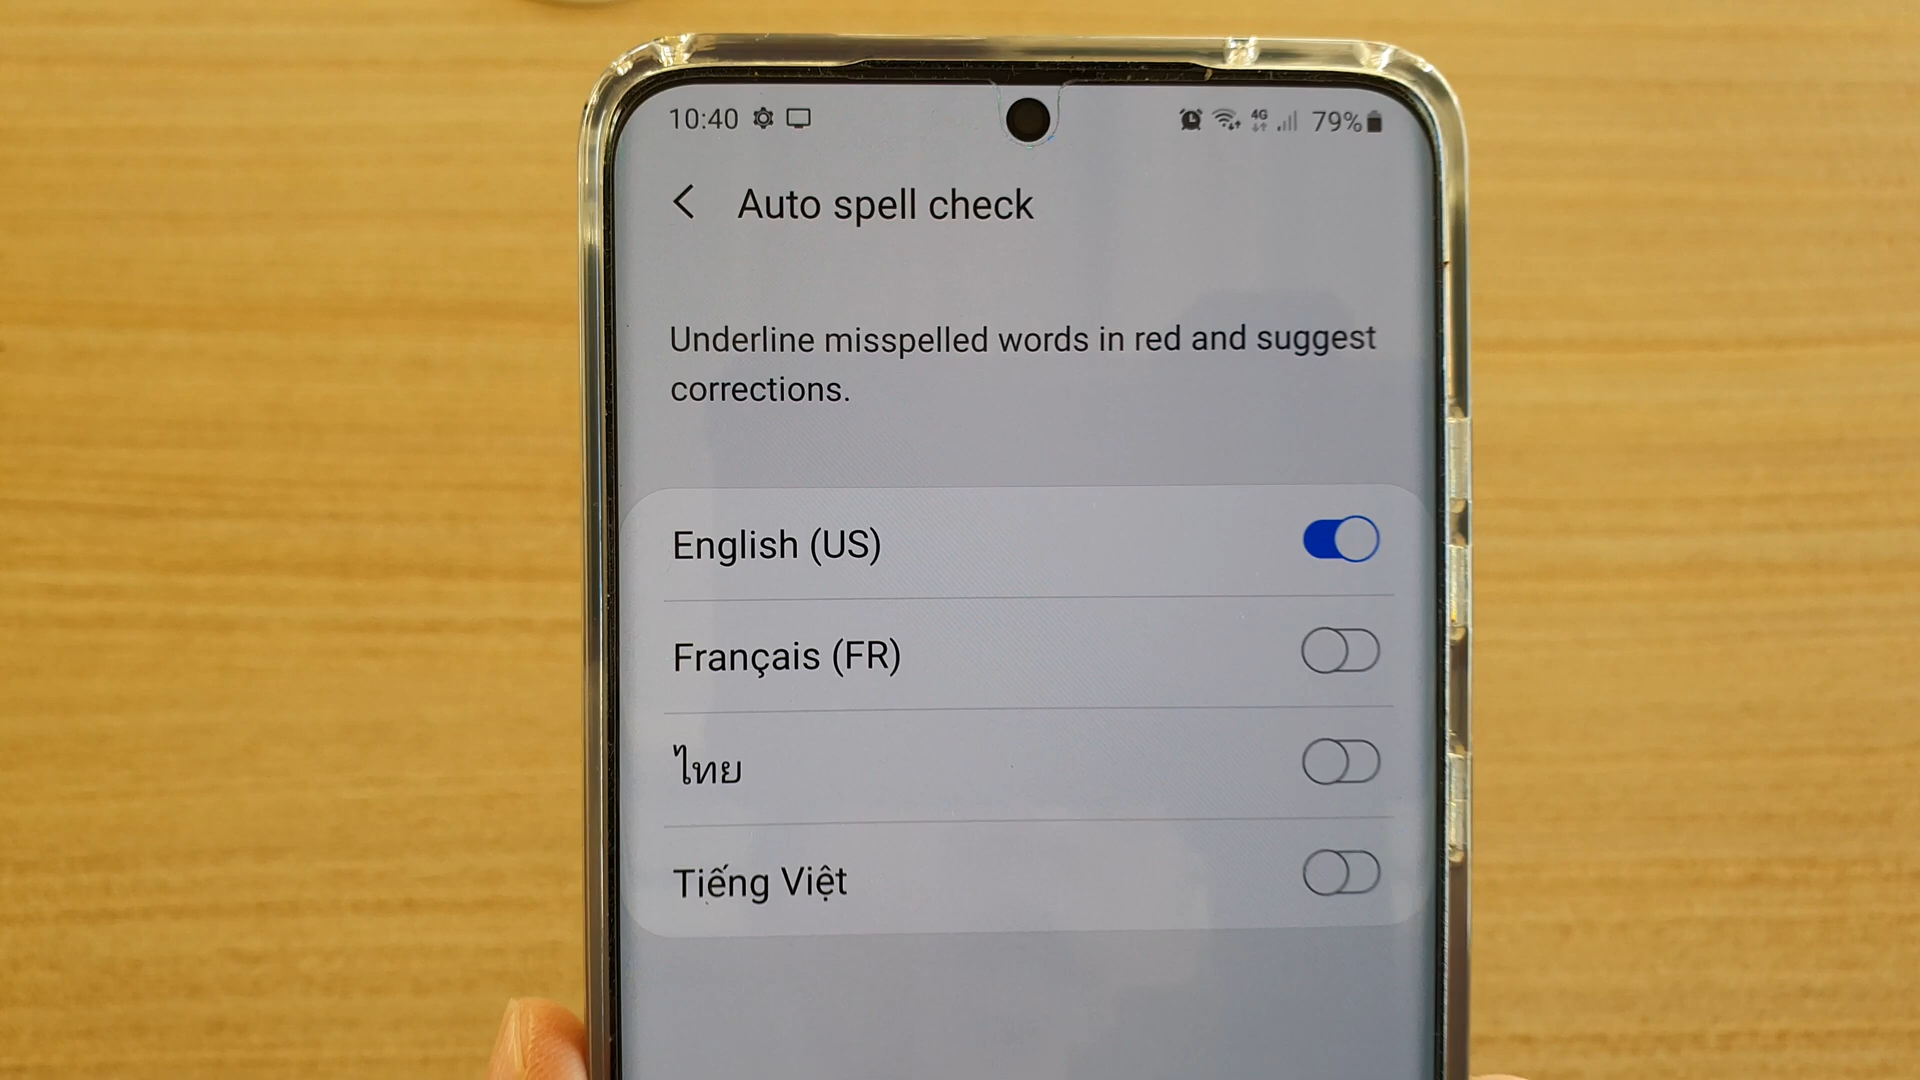 10:40 4G 79%
Auto spell check
Underline misspelled words in red and suggest
corrections.
English (US)
Français (FR)
ไทย
Tiếng Việt